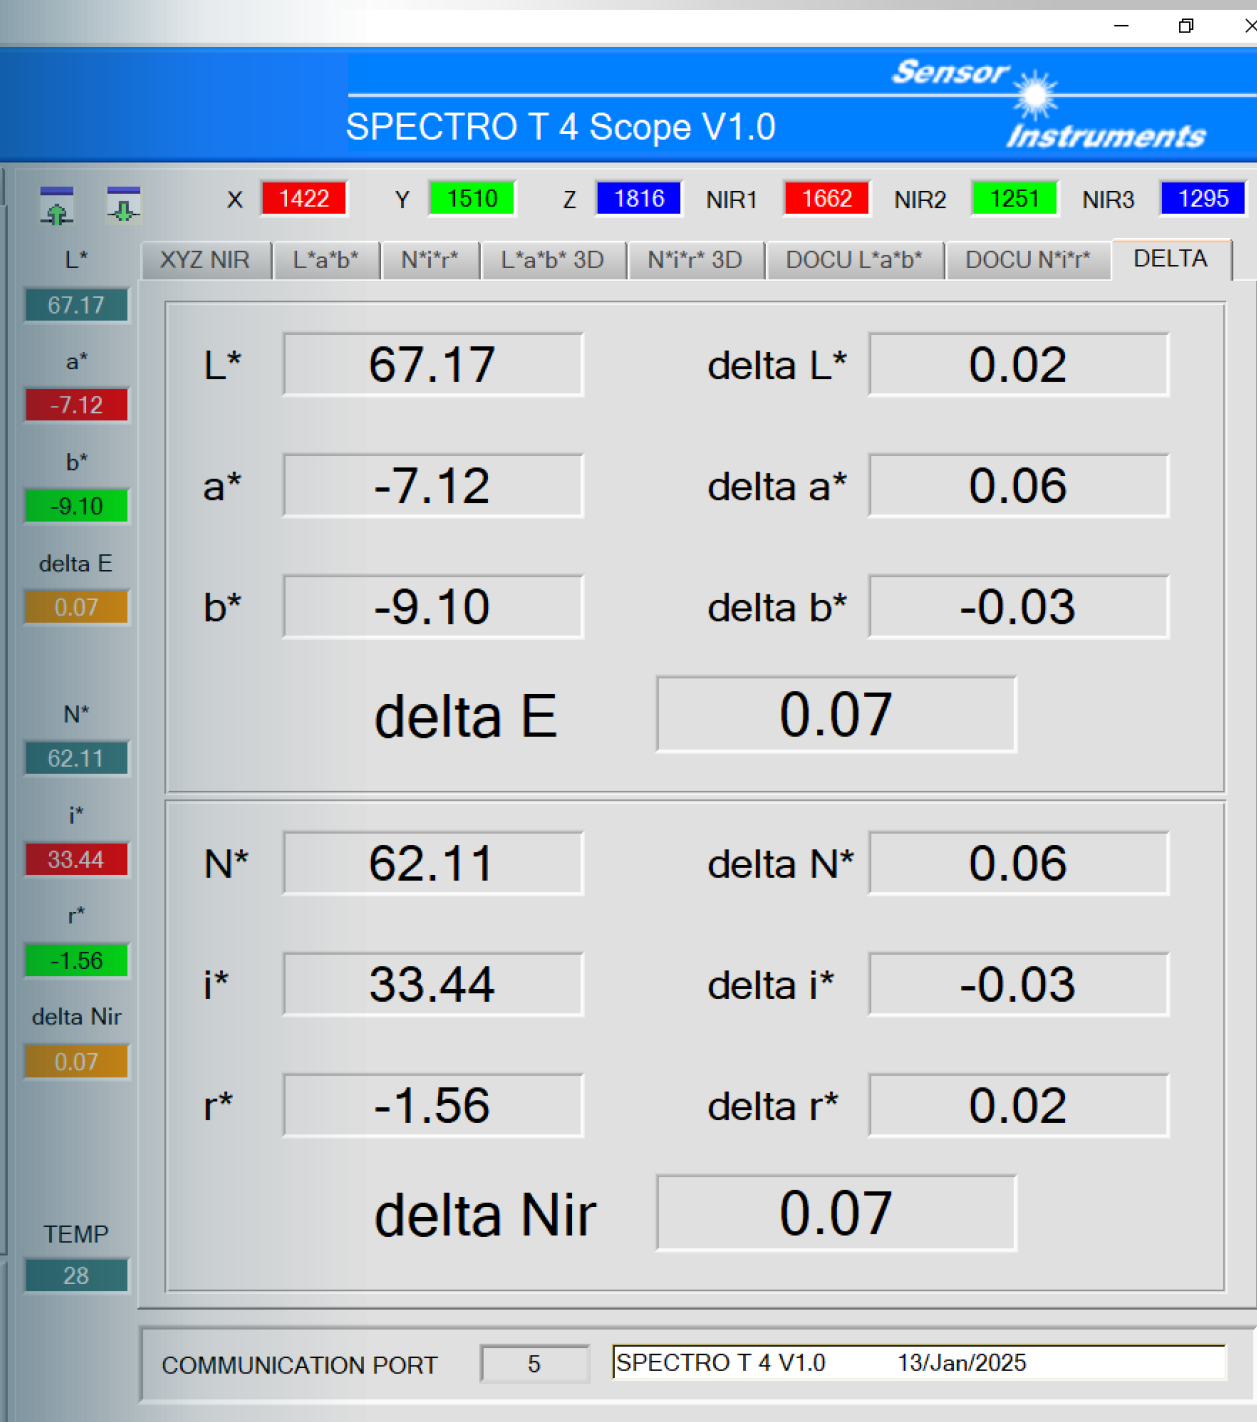 Sensor
Instruments
SPECTRO T 4 Scope V1.0
X 1422 Y 1510 Z 1816 NIR1 1662 NIR2 1251 NIR3 1295
XYZ NIR L*a*b* N*i*r* L*a*b* 3D N*i*r* 3D DOCU L*a*b* DOCU N*i*r* DELTA
L*
67.17
a*
-7.12
b*
-9.10
delta E
0.07
N*
62.11
i*
33.44
r*
-1.56
delta Nir
0.07
TEMP
28
L* 67.17 delta L* 0.02
a* -7.12 delta a* 0.06
b* -9.10 delta b* -0.03
delta E 0.07
N* 62.11 delta N* 0.06
i* 33.44 delta i* -0.03
r* -1.56 delta r* 0.02
delta Nir 0.07
COMMUNICATION PORT 5 SPECTRO T 4 V1.0 13/Jan/2025